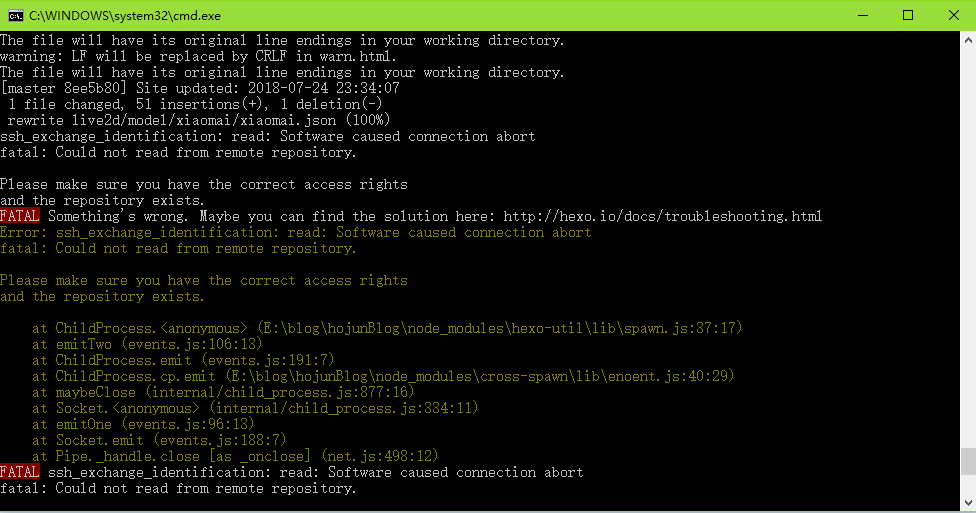 C:\WINDOWS\system32\cmd.exe
The file will have its original line endings in your working directory.
warning: LF will be replaced by CRLF in warn.html.
The file will have its original line endings in your working directory.
[master 8ee5b80] Site updated: 2018-07-24 23:34:07
 1 file changed, 51 insertions(+), 1 deletion(-)
 rewrite live2d/model/xiaomai/xiaomai.json (100%)
ssh_exchange_identification: read: Software caused connection abort
fatal: Could not read from remote repository.

Please make sure you have the correct access rights
and the repository exists.
FATAL Something's wrong. Maybe you can find the solution here: http://hexo.io/docs/troubleshooting.html
Error: ssh_exchange_identification: read: Software caused connection abort
fatal: Could not read from remote repository.

Please make sure you have the correct access rights
and the repository exists.

    at ChildProcess.<anonymous> (E:\blog\hojunBlog\node_modules\hexo-util\lib\spawn.js:37:17)
    at emitTwo (events.js:106:13)
    at ChildProcess.emit (events.js:191:7)
    at ChildProcess.cp.emit (E:\blog\hojunBlog\node_modules\cross-spawn\lib\enoent.js:40:29)
    at maybeClose (internal/child_process.js:877:16)
    at Socket.<anonymous> (internal/child_process.js:334:11)
    at emitOne (events.js:96:13)
    at Socket.emit (events.js:188:7)
    at Pipe._handle.close [as _onclose] (net.js:498:12)
FATAL ssh_exchange_identification: read: Software caused connection abort
fatal: Could not read from remote repository.